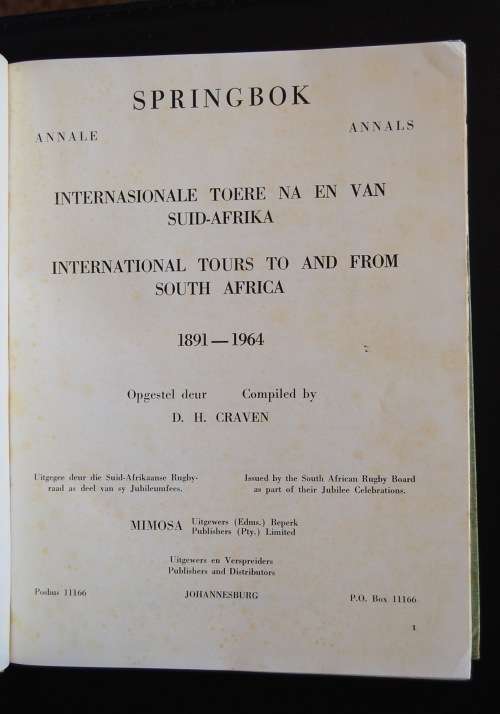 SPRINGBOK
ANNALE ANNALS
INTERNASIONALE TOERE NA EN VAN
SUID-AFRIKA
INTERNATIONAL TOURS TO AND FROM
SOUTH AFRICA
1891—1964
Opgestel deur Compiled by
D. H. CRAVEN
Uitgegee deur die Suid-Afrikaanse Rugby-
raad as deel van sy Jubileumfees.
Issued by the South African Rugby Board
as part of their Jubilee Celebrations.
MIMOSA
Uitgewers (Edms.) Beperk
Publishers (Pty.) Limited
Uitgewers en Verspreiders
Publishers and Distributors
Posbus 11166 JOHANNESBURG P.O. Box 11166
1